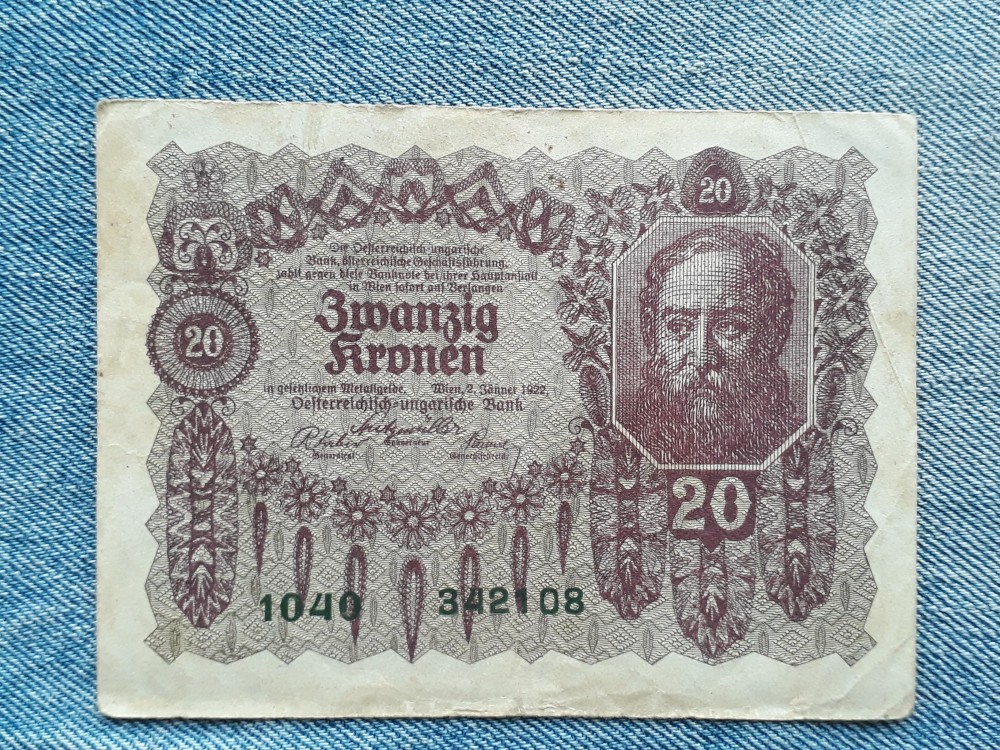 20
Die Oesterreichisch-ungarische
Bank, österreichische Geschäftsführung,
zahlt gegen diese Banknote bei ihrer Hauptanstalt
in Wien sofort auf Verlangen
20
Zwanzig
Kronen
in gesetzlichem Metallgelde. Wien, 2. Jänner 1922.
Oesterreichisch-ungarische Bank
Generalrat
Generalsekretär
20
1040 342108